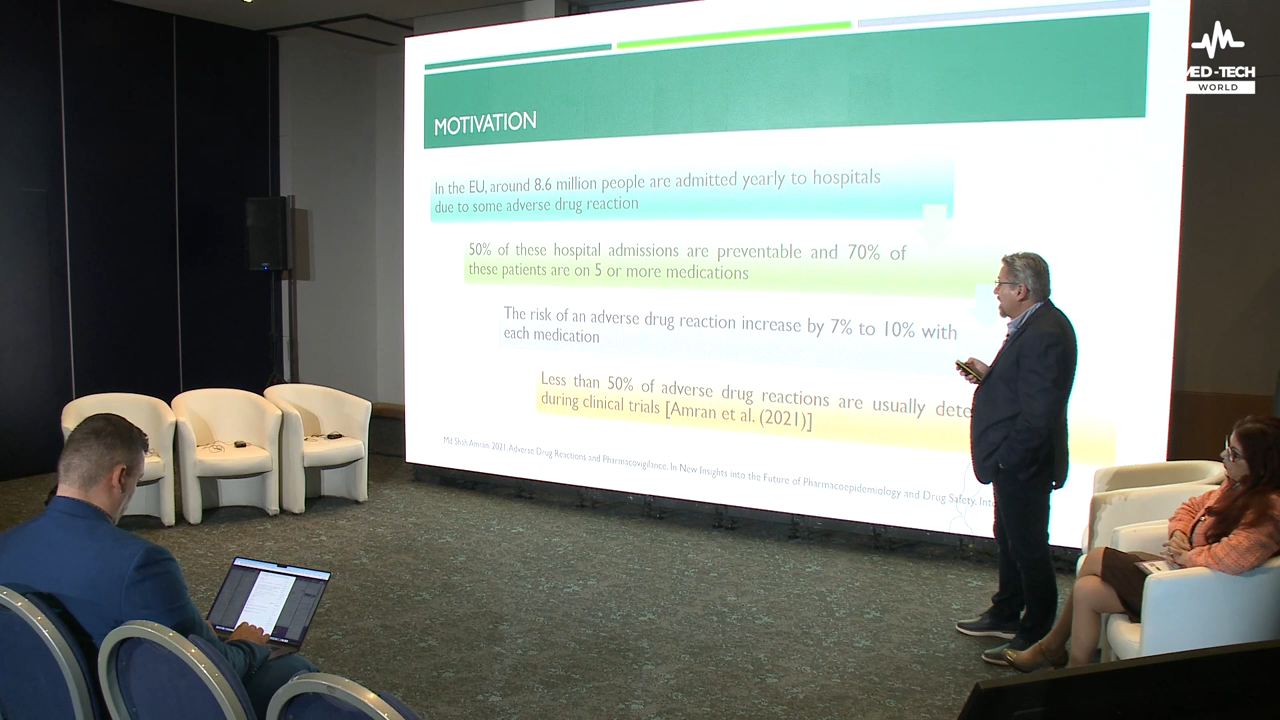 MED-TECH
WORLD
MOTIVATION
In the EU, around 8.6 million people are admitted yearly to hospitals
due to some adverse drug reaction
50% of these hospital admissions are preventable and 70% of
these patients are on 5 or more medications
The risk of an adverse drug reaction increase by 7% to 10% with
each medication
Less than 50% of adverse drug reactions are usually dete
during clinical trials [Amran et al. (2021)]
Md Shah Amran. 2021. Adverse Drug Reactions and Pharmacovigilance. In New Insights into the Future of Pharmacoepidemiology and Drug Safety. Inte